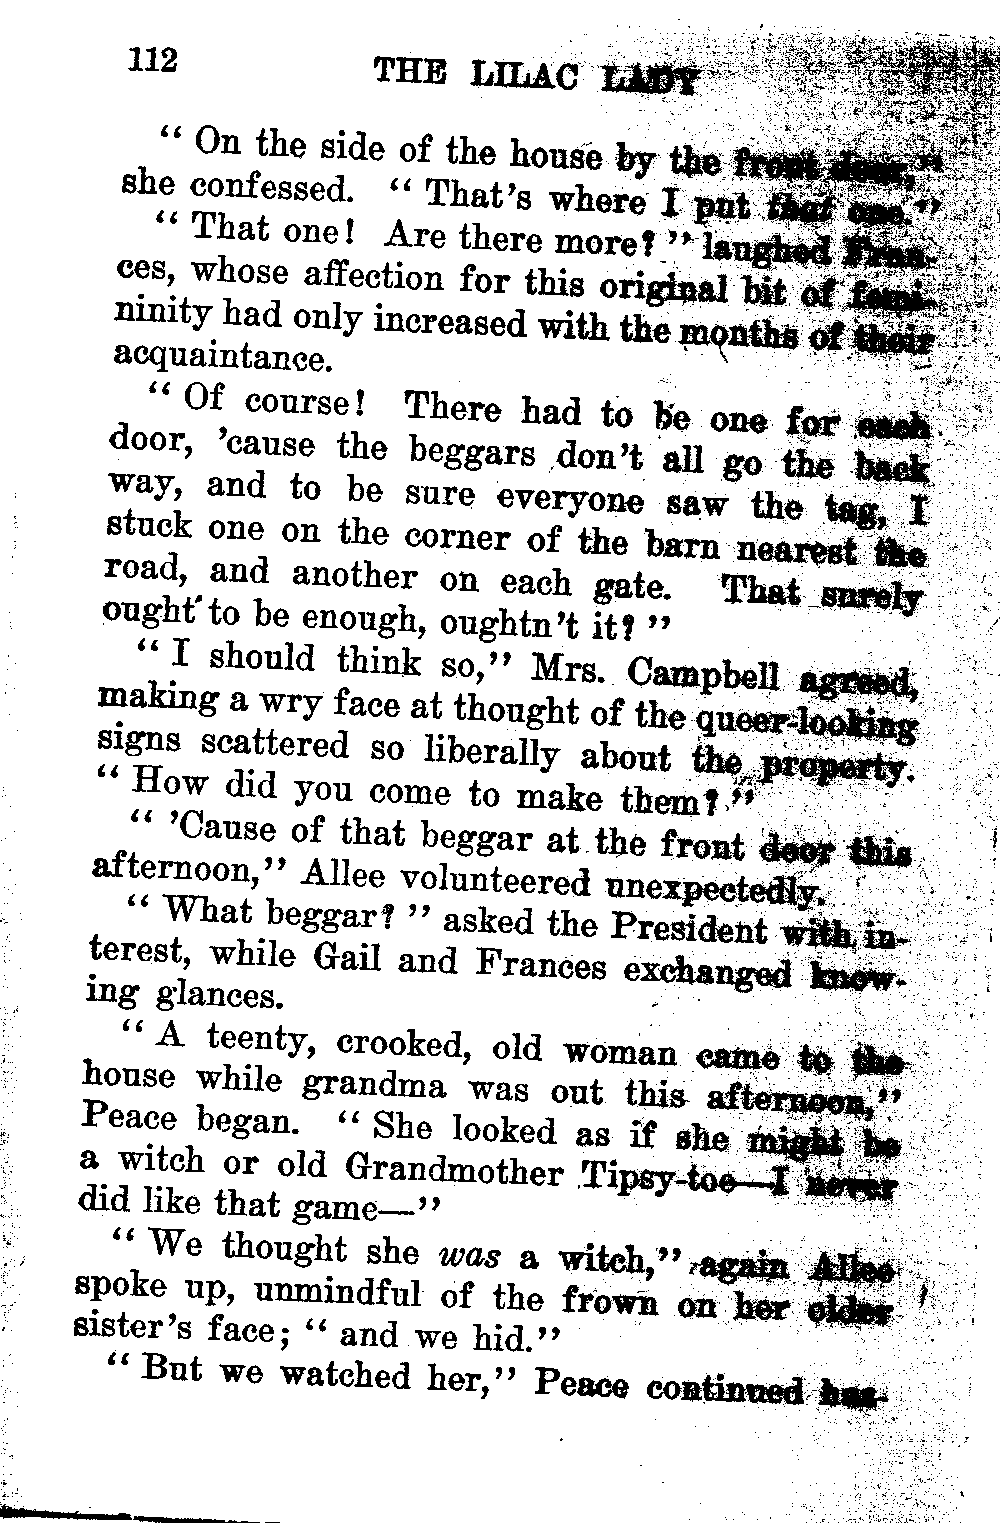 112 THE LILAC LADY
“ On the side of the house by the front door,”
she confessed. “ That’s where I put that one.”
“ That one! Are there more? ” laughed Fran-
ces, whose affection for this original bit of femi-
ninity had only increased with the months of their
acquaintance.
“ Of course! There had to be one for each
door, ’cause the beggars don’t all go the back
way, and to be sure everyone saw the tag, I
stuck one on the corner of the barn nearest the
road, and another on each gate. That surely
ought to be enough, oughtn’t it? ”
“ I should think so,” Mrs. Campbell agreed,
making a wry face at thought of the queer-looking
signs scattered so liberally about the property.
“ How did you come to make them? ”
“ ’Cause of that beggar at the front door this
afternoon,” Allee volunteered unexpectedly.
“ What beggar? ” asked the President with in-
terest, while Gail and Frances exchanged know-
ing glances.
“ A teenty, crooked, old woman came to the
house while grandma was out this afternoon,”
Peace began. “ She looked as if she might be
a witch or old Grandmother Tipsy-toe—I never
did like that game—”
“ We thought she was a witch,” again Allee
spoke up, unmindful of the frown on her older
sister’s face; “ and we hid.”
“ But we watched her,” Peace continued has-